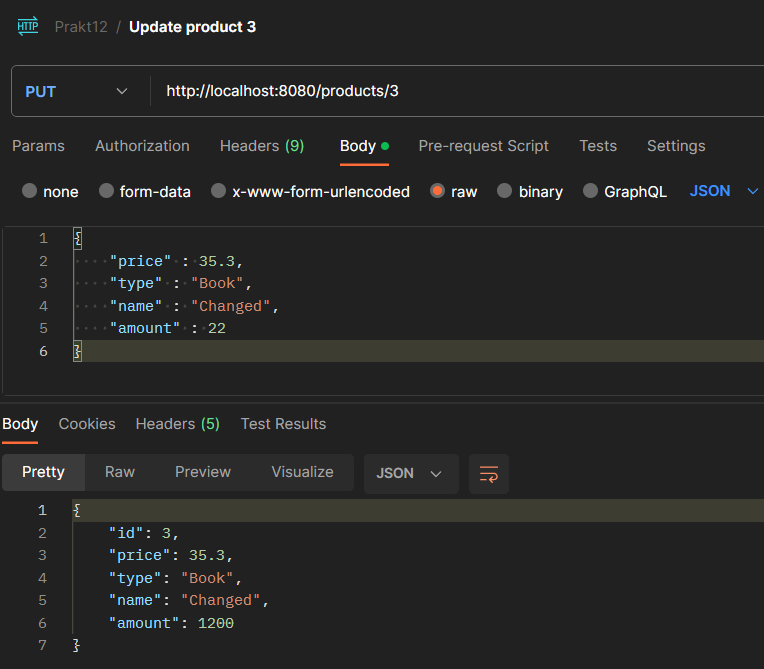 HTTP Prakt12 / Update product 3
PUT http://localhost:8080/products/3
Params Authorization Headers (9) Body Pre-request Script Tests Settings
none form-data x-www-form-urlencoded raw binary GraphQL JSON
1 {
2 "price" : 35.3,
3 "type" : "Book",
4 "name" : "Changed",
5 "amount" : 22
6 }
Body Cookies Headers (5) Test Results
Pretty Raw Preview Visualize JSON
1 {
2 "id": 3,
3 "price": 35.3,
4 "type": "Book",
5 "name": "Changed",
6 "amount": 1200
7 }